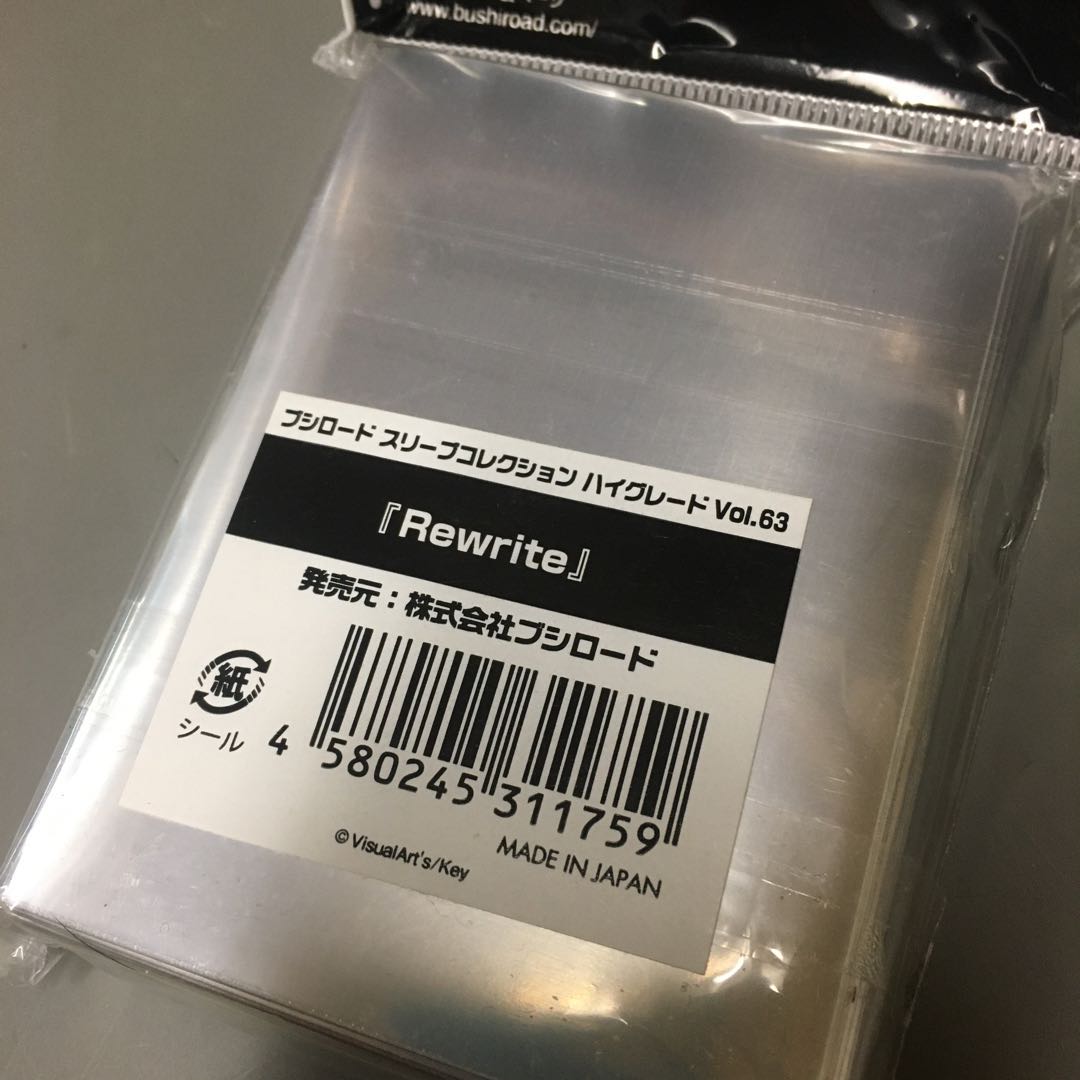 www.bushiroad.com/
ブシロード スリーブコレクション ハイグレード Vol.63
『Rewrite』
発売元：株式会社ブシロード
紙
シール
4 580245 311759
©VisualArt's/Key
MADE IN JAPAN